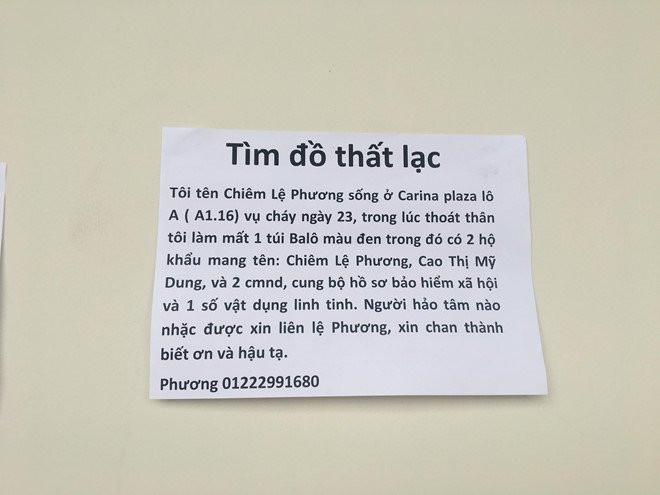 Tìm đồ thất lạc
Tôi tên Chiêm Lệ Phương sống ở Carina plaza lô
A ( A1.16) vụ cháy ngày 23, trong lúc thoát thân
tôi làm mất 1 túi Balô màu đen trong đó có 2 hộ
khẩu mang tên: Chiêm Lệ Phương, Cao Thị Mỹ
Dung, và 2 cmnd, cung bộ hồ sơ bảo hiểm xã hội
và 1 số vật dụng linh tinh. Người hảo tâm nào
nhặc được xin liên lệ Phương, xin chan thành
biết ơn và hậu tạ.
Phương 01222991680